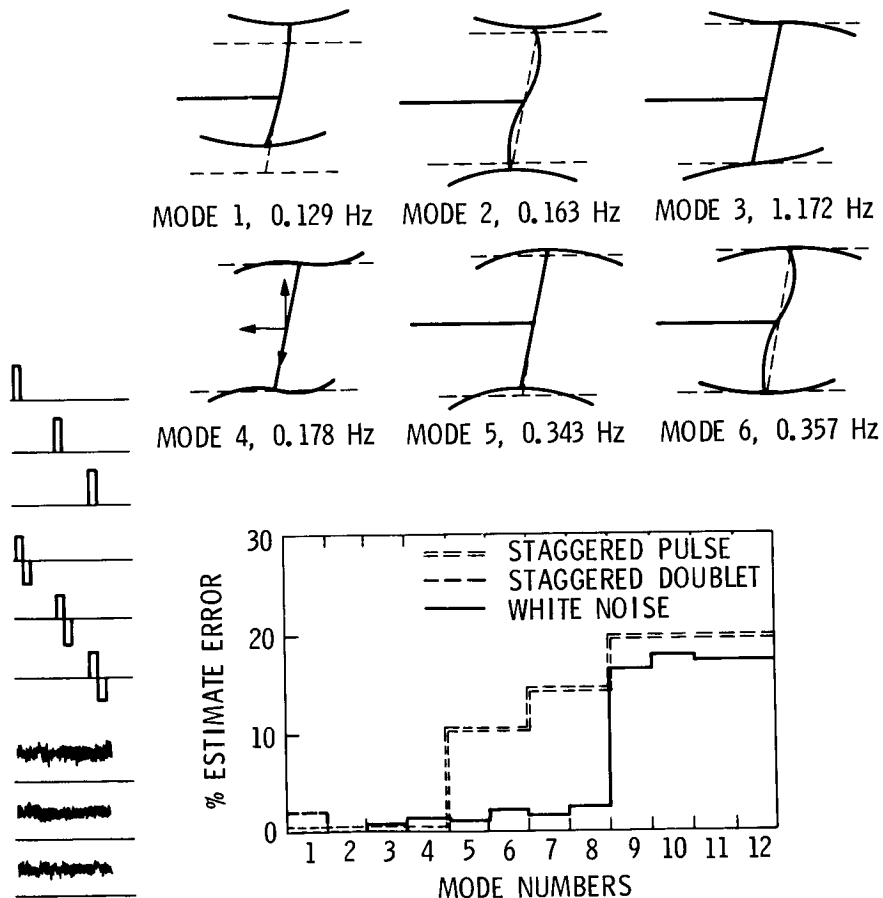 MODE 1, 0.129 Hz
MODE 2, 0.163 Hz
MODE 3, 1.172 Hz
MODE 4, 0.178 Hz
MODE 5, 0.343 Hz
MODE 6, 0.357 Hz
% ESTIMATE ERROR
30
20
10
0
STAGGERED PULSE
STAGGERED DOUBLET
WHITE NOISE
1 2 3 4 5 6 7 8 9 10 11 12
MODE NUMBERS